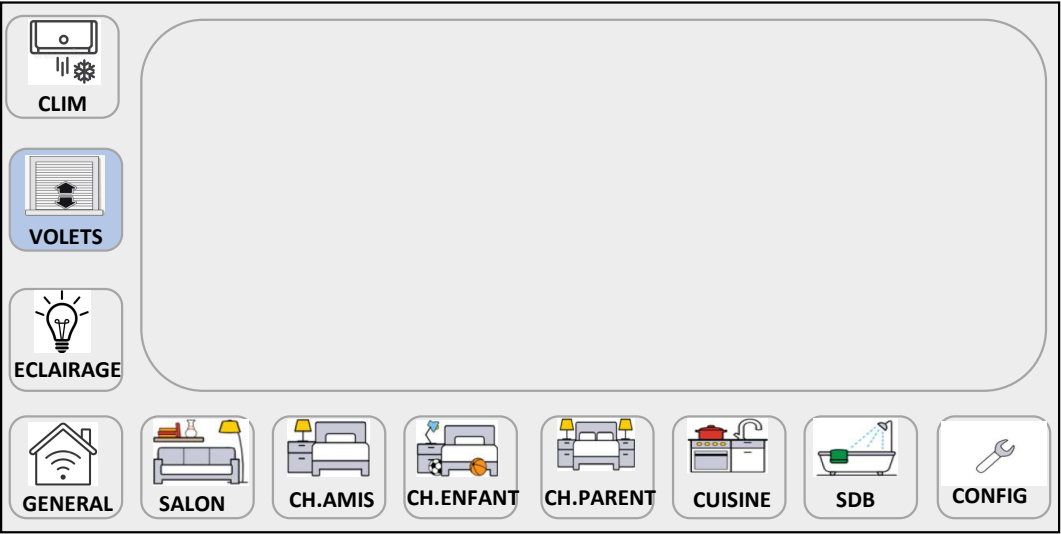 CLIM
VOLETS
ECLAIRAGE
GENERAL
SALON
CH.AMIS
CH.ENFANT
CH.PARENT
CUISINE
SDB
CONFIG